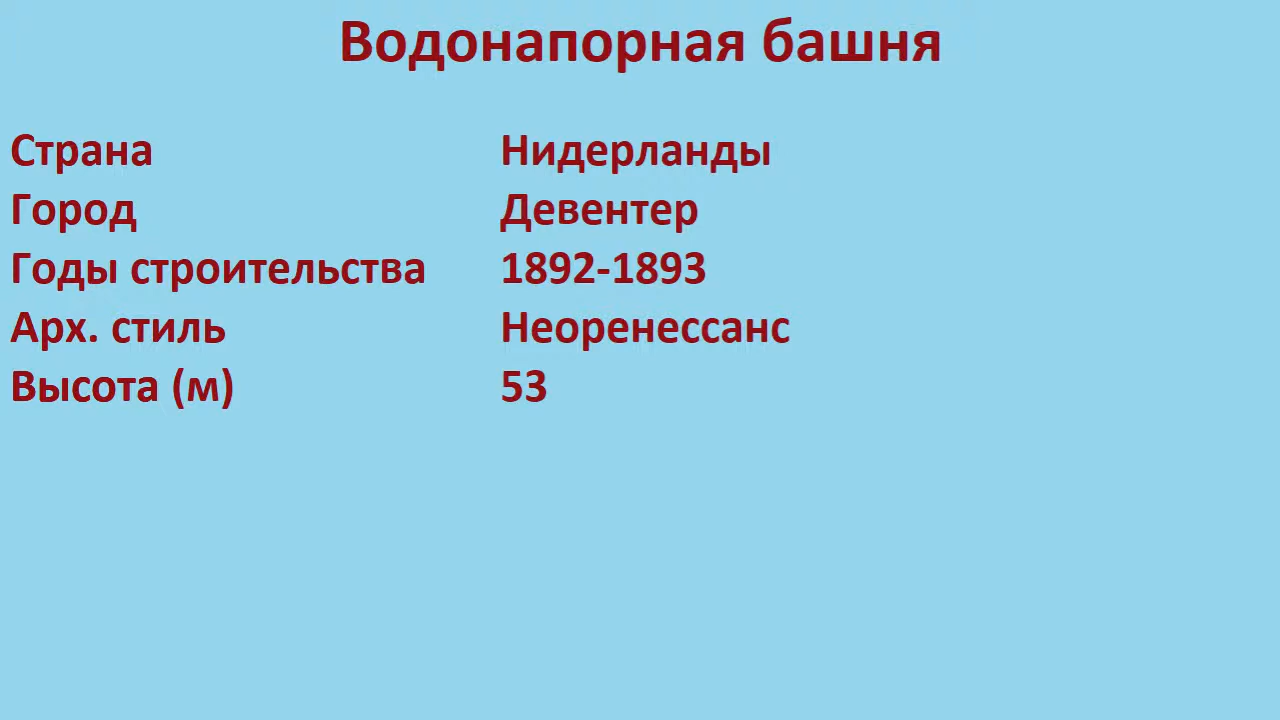 Водонапорная башня
Страна Нидерланды
Город Девентер
Годы строительства 1892-1893
Арх. стиль Неоренессанс
Высота (м) 53